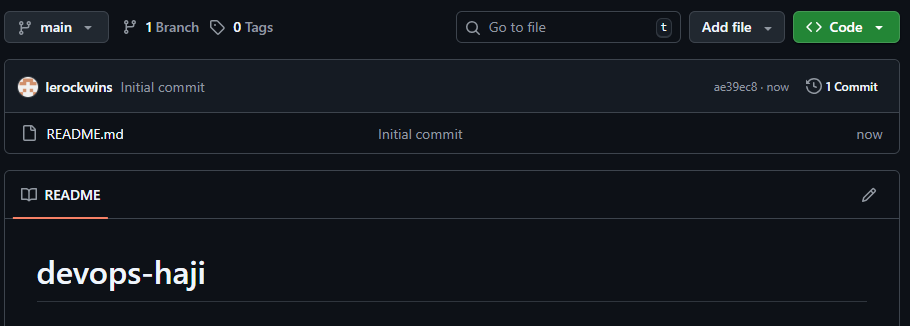 main 1 Branch 0 Tags Go to file t Add file Code
lerockwins Initial commit ae39ec8 · now 1 Commit
README.md Initial commit now
README
devops-haji